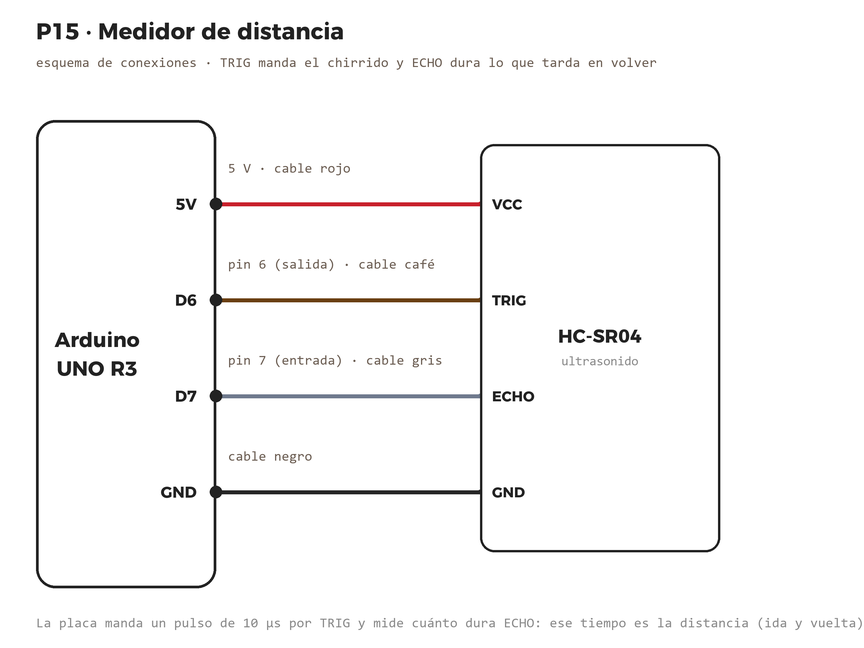 P15 · Medidor de distancia
esquema de conexiones · TRIG manda el chirrido y ECHO dura lo que tarda en volver
5 V · cable rojo
5V
VCC
pin 6 (salida) · cable café
D6
TRIG
Arduino
UNO R3
HC-SR04
ultrasonido
pin 7 (entrada) · cable gris
D7
ECHO
cable negro
GND
GND
La placa manda un pulso de 10 µs por TRIG y mide cuánto dura ECHO: ese tiempo es la distancia (ida y vuelta)